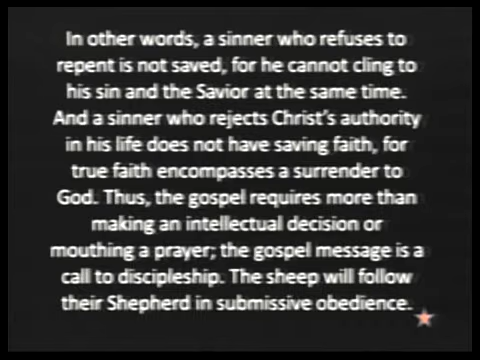 In other words, a sinner who refuses to
repent is not saved, for he cannot cling to
his sin and the Savior at the same time.
And a sinner who rejects Christ's authority
in his life does not have saving faith, for
true faith encompasses a surrender to
God. Thus, the gospel requires more than
making an intellectual decision or
mouthing a prayer; the gospel message is a
call to discipleship. The sheep will follow
their Shepherd in submissive obedience.